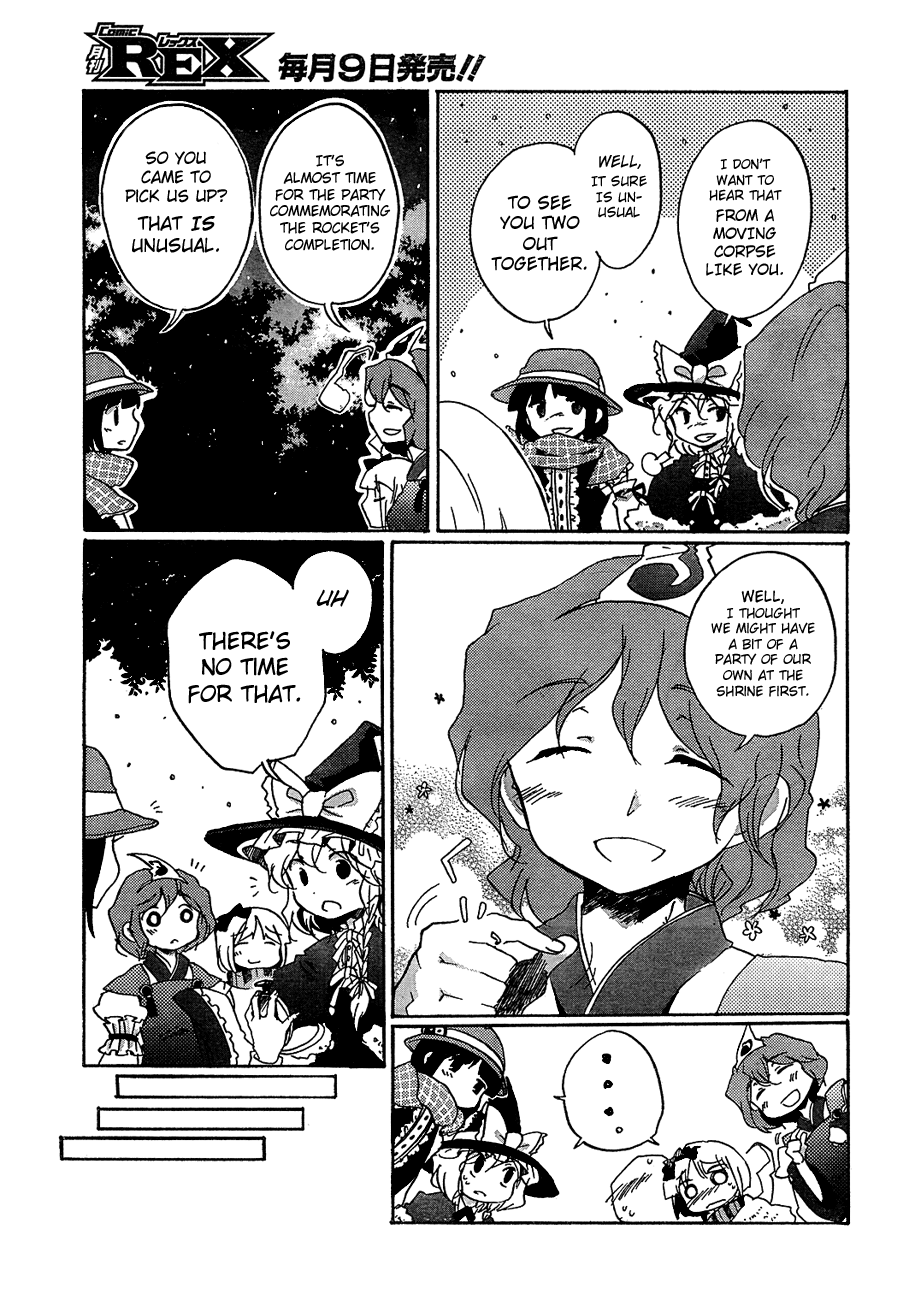 Comic
月刊 REX レックス
毎月9日発売!!
I DON'T
WANT TO
HEAR THAT
FROM A
MOVING
CORPSE
LIKE YOU.
WELL,
IT SURE
IS UN-
USUAL
TO SEE
YOU TWO
OUT
TOGETHER.
IT'S
ALMOST TIME
FOR THE PARTY
COMMEMORATING
THE ROCKET'S
COMPLETION.
SO YOU
CAME TO
PICK US UP?
THAT IS
UNUSUAL.
WELL,
I THOUGHT
WE MIGHT HAVE
A BIT OF A
PARTY OF OUR
OWN AT THE
SHRINE FIRST.
UH
THERE'S
NO TIME
FOR THAT.
....